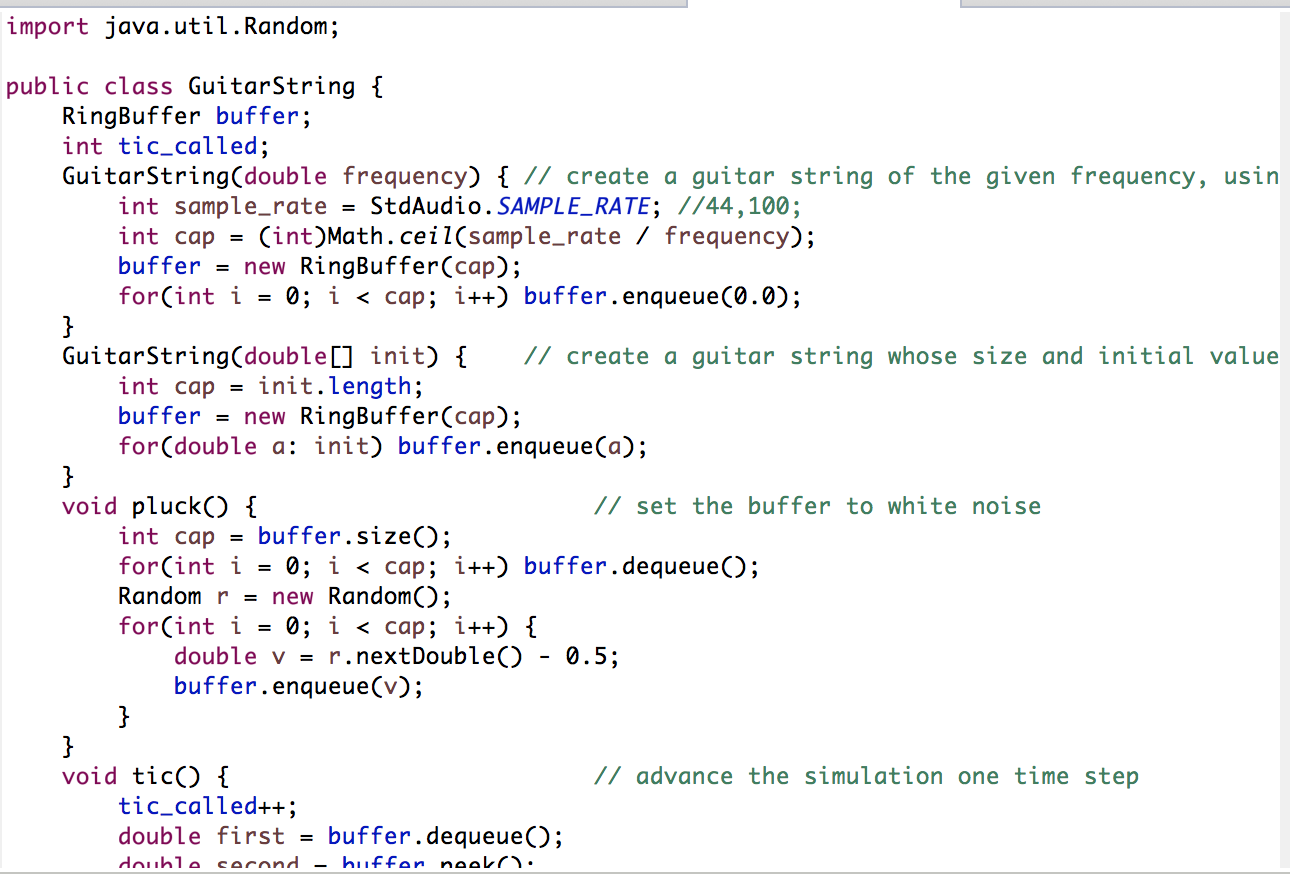 import java.util.Random;
public class GuitarString {
RingBuffer buffer;
int tic_called;
GuitarString(double frequency) { // create a guitar string of the given frequency, usin
int sample_rate = StdAudio.SAMPLE_RATE; //44,100;
int cap = (int)Math.ceil(sample_rate / frequency);
buffer = new RingBuffer(cap);
for(int i = 0; i < cap; i++) buffer.enqueue(0.0);
}
GuitarString(double[] init) { // create a guitar string whose size and initial value
int cap = init.length;
buffer = new RingBuffer(cap);
for(double a: init) buffer.enqueue(a);
}
void pluck() { // set the buffer to white noise
int cap = buffer.size();
for(int i = 0; i < cap; i++) buffer.dequeue();
Random r = new Random();
for(int i = 0; i < cap; i++) {
double v = r.nextDouble() - 0.5;
buffer.enqueue(v);
}
}
void tic() { // advance the simulation one time step
tic_called++;
double first = buffer.dequeue();
double second = buffer.peek();